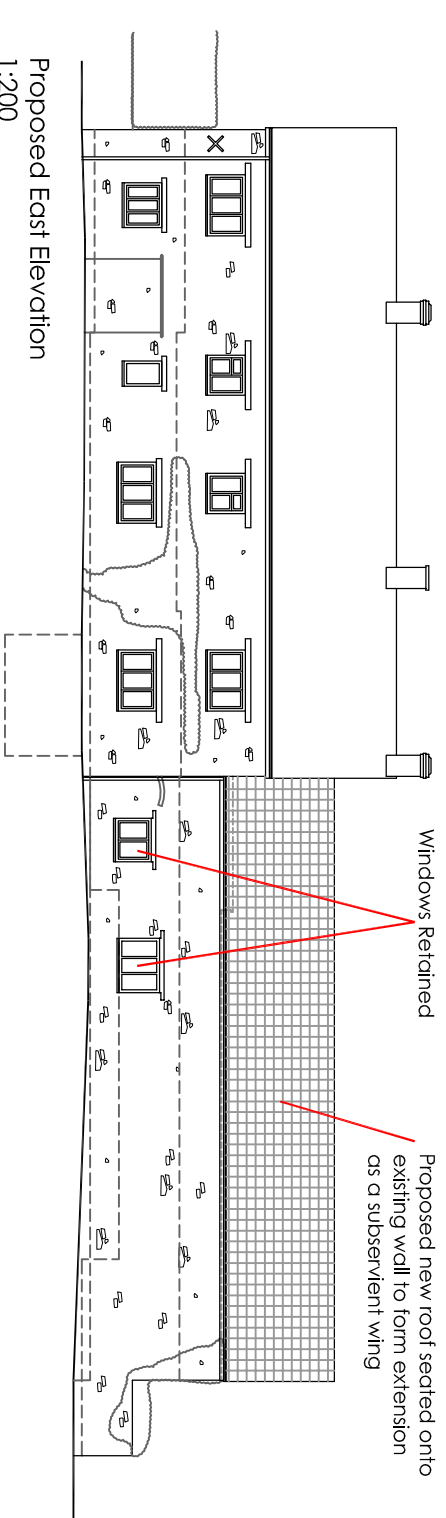 Windows Retained
Proposed new roof seated onto
existing wall to form extension
as a subservient wing
Proposed East Elevation
1:200